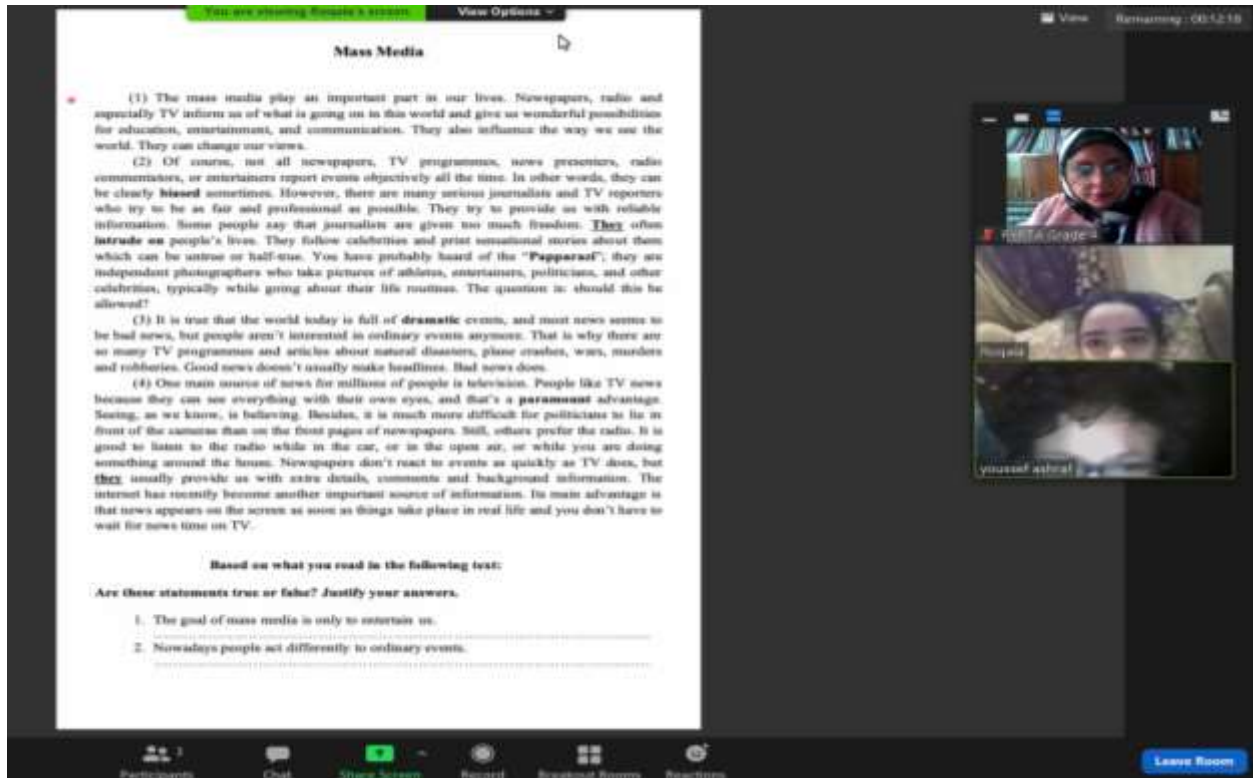 You are viewing Roqaia's screen
View Options
View
Remaining : 00:12:18
Mass Media
(1) The mass media play an important part in our lives. Newspapers, radio and
especially TV inform us of what is going on in this world and give us wonderful possibilities
for education, entertainment, and communication. They also influence the way we see the
world. They can change our views.
(2) Of course, not all newspapers, TV programmes, news presenters, radio
commentators, or entertainers report events objectively all the time. In other words, they can
be clearly biased sometimes. However, there are many serious journalists and TV reporters
who try to be as fair and professional as possible. They try to provide us with reliable
information. Some people say that journalists are given too much freedom. They often
intrude on people's lives. They follow celebrities and print sensational stories about them
which can be untrue or half-true. You have probably heard of the "Papparazi"; they are
independent photographers who take pictures of athletes, entertainers, politicians, and other
celebrities, typically while going about their life routines. The question is: should this be
allowed?
(3) It is true that the world today is full of dramatic events, and most news seems to
be bad news, but people aren't interested in ordinary events anymore. That is why there are
so many TV programmes and articles about natural disasters, plane crashes, wars, murders
and robberies. Good news doesn't usually make headlines. Bad news does.
(4) One main source of news for millions of people is television. People like TV news
because they can see everything with their own eyes, and that's a paramount advantage.
Seeing, as we know, is believing. Besides, it is much more difficult for politicians to lie in
front of the cameras than on the front pages of newspapers. Still, others prefer the radio. It is
good to listen to the radio while in the car, or in the open air, or while you are doing
something around the house. Newspapers don't react to events as quickly as TV does, but
they usually provide us with extra details, comments and background information. The
internet has recently become another important source of information. Its main advantage is
that news appears on the screen as soon as things take place in real life and you don't have to
wait for news time on TV.
Based on what you read in the following text:
Are these statements true or false? Justify your answers.
1. The goal of mass media is only to entertain us.
2. Nowadays people act differently to ordinary events.
Grade 4
Roqaia
youssef ashraf
3
Participants
Chat
Share Screen
Record
Breakout Rooms
Reactions
Leave Room